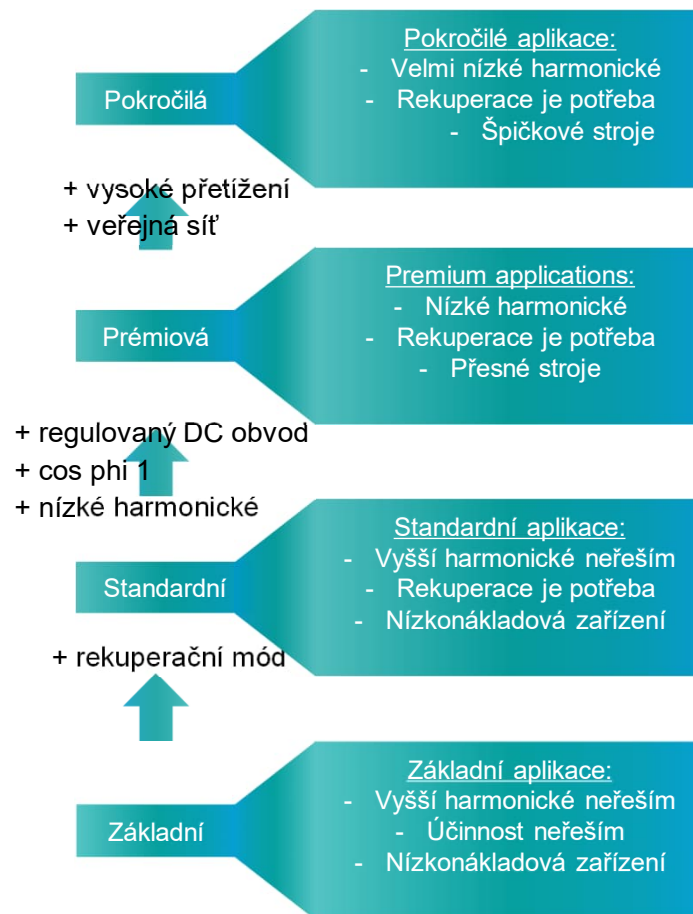 Pokročilé aplikace:
- Velmi nízké harmonické
- Rekuperace je potřeba
- Špičkové stroje
Pokročilá
+ vysoké přetížení
+ veřejná síť
Premium applications:
- Nízké harmonické
- Rekuperace je potřeba
- Přesné stroje
Prémiová
+ regulovaný DC obvod
+ cos phi 1
+ nízké harmonické
Standardní aplikace:
- Vyšší harmonické neřeším
- Rekuperace je potřeba
- Nízkonákladová zařízení
Standardní
+ rekuperační mód
Základní aplikace:
- Vyšší harmonické neřeším
- Účinnost neřeším
- Nízkonákladová zařízení
Základní